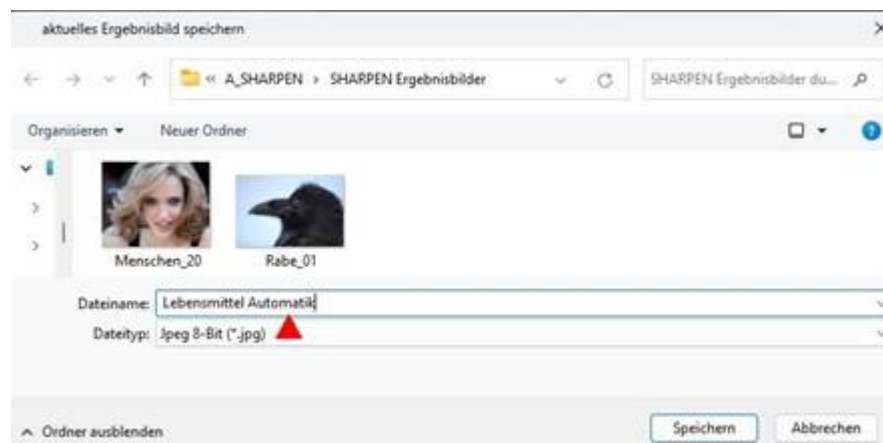 aktuelles Ergebnisbild speichern
« A_SHARPEN › SHARPEN Ergebnisbilder
SHARPEN Ergebnisbilder du...
Organisieren
Neuer Ordner
Menschen_20
Rabe_01
Dateiname: Lebensmittel Automatik
Dateityp: Jpeg 8-Bit (*.jpg)
Ordner ausblenden
Speichern
Abbrechen